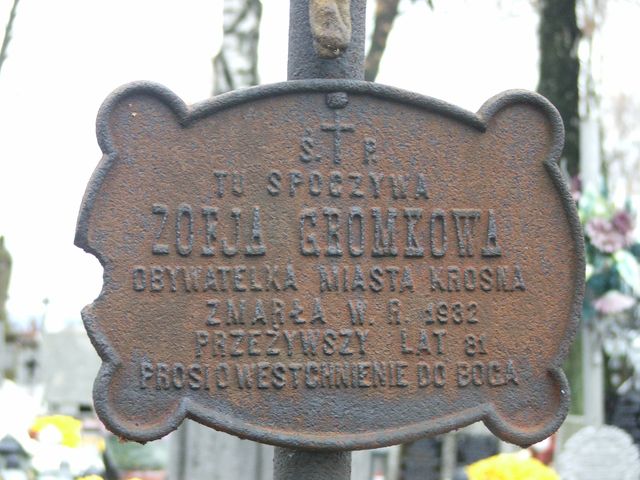 Ś. † P.
TU SPOCZYWA
ZOFJA GROMKOWA
OBYWATELKA MIASTA KROSNA
ZMARŁA W. R. 1932
PRZEŻYWSZY LAT 81
PROSI O WESTCHNIENIE DO BOGA